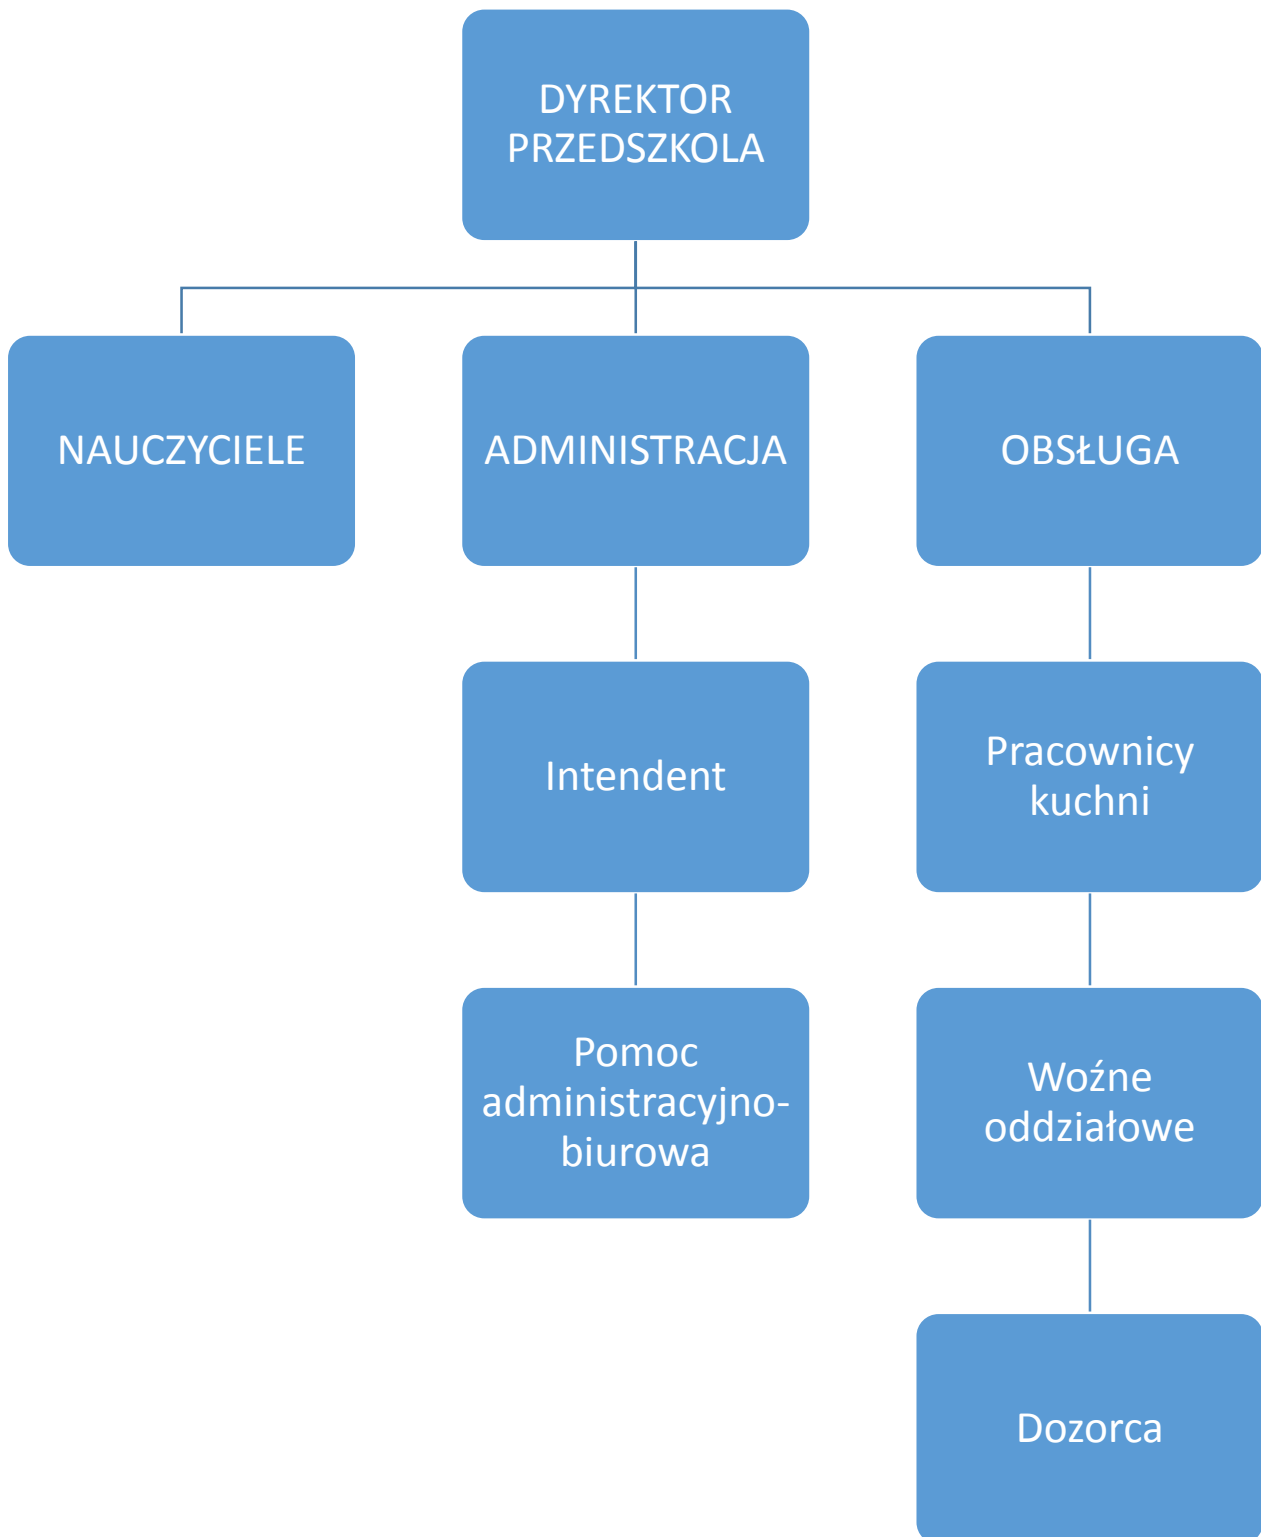 DYREKTOR
PRZEDSZKOLA
NAUCZYCIELE
ADMINISTRACJA
OBSŁUGA
Intendent
Pracownicy
kuchni
Pomoc
administracyjno-
biurowa
Woźne
oddziałowe
Dozorca